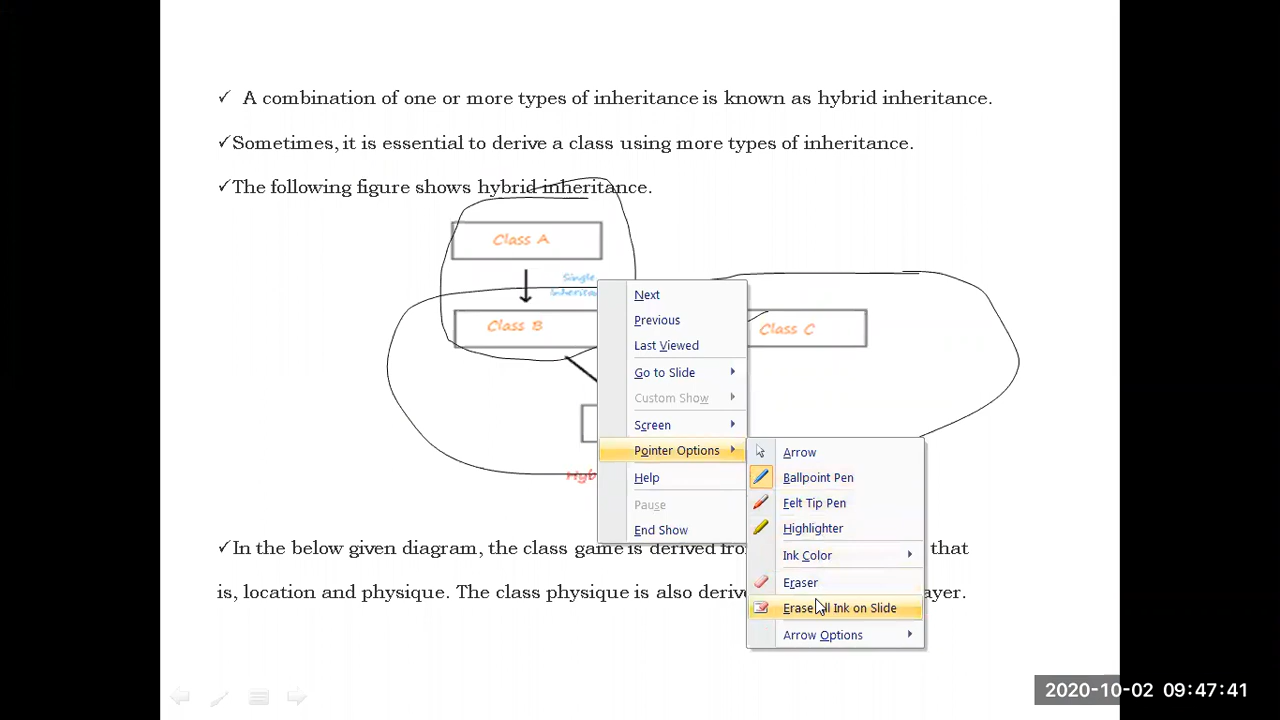 ✓ A combination of one or more types of inheritance is known as hybrid inheritance.
✓Sometimes, it is essential to derive a class using more types of inheritance.
✓The following figure shows hybrid inheritance.
Class A
Single
Class B
Class C
Next
Previous
Last Viewed
Go to Slide
Custom Show
Screen
Pointer Options
Help
Pause
End Show
Arrow
Ballpoint Pen
Felt Tip Pen
Highlighter
Ink Color
Eraser
Erase All Ink on Slide
Arrow Options
✓In the below given diagram, the class game is derived that
is, location and physique. The class physique is also
2020-10-02 09:47:41